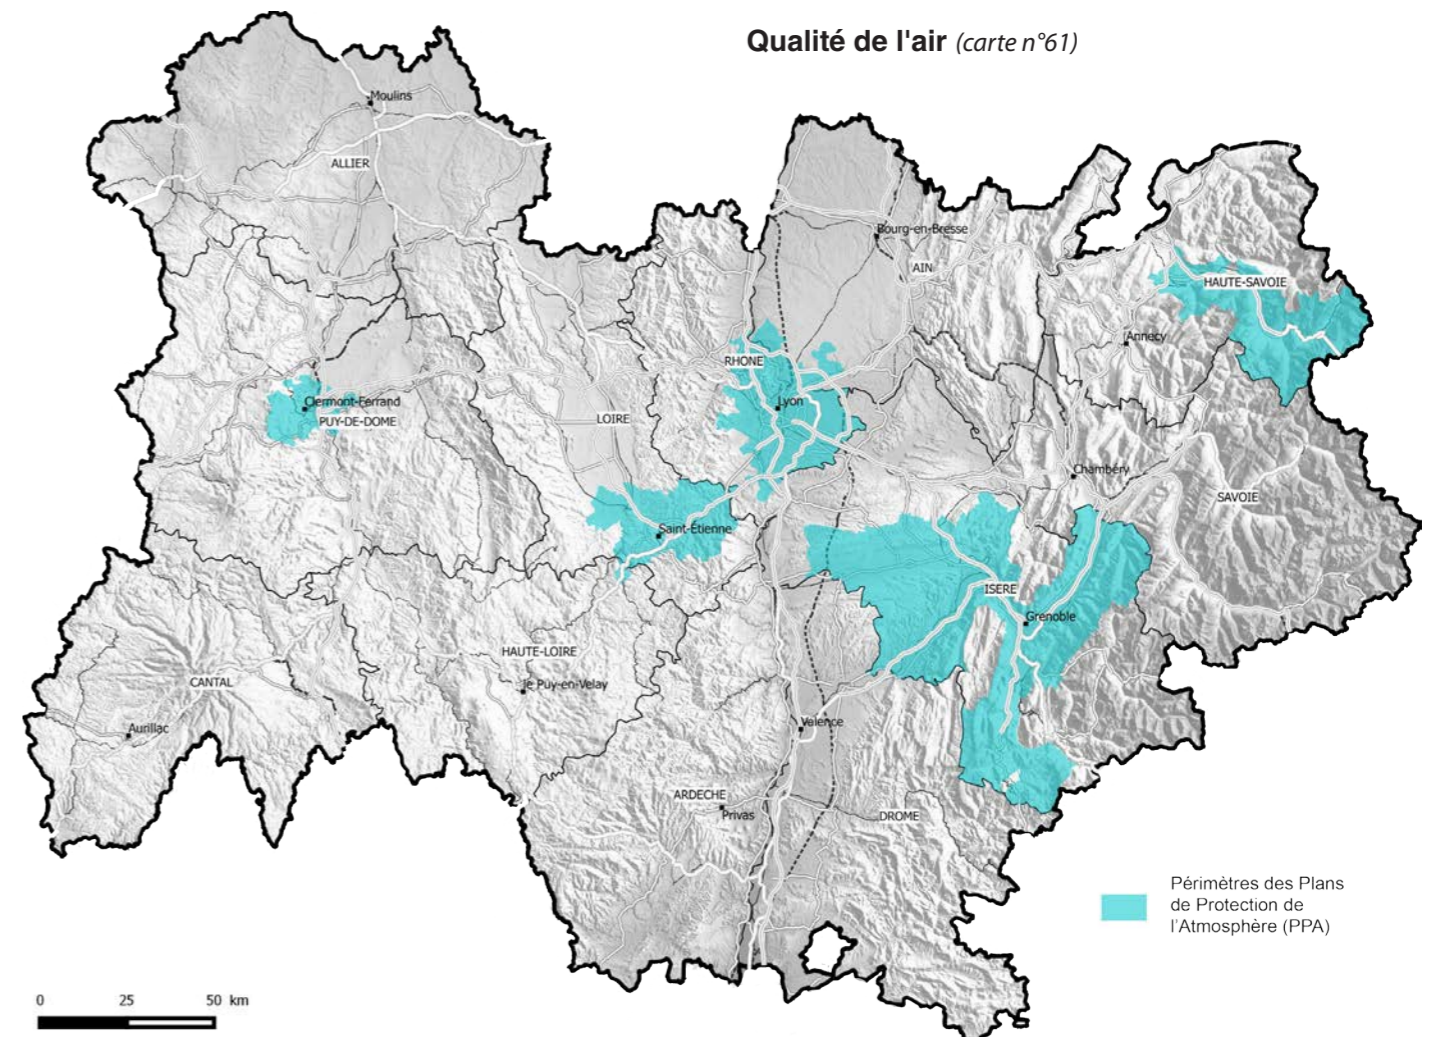 Qualité de l'air (carte n°61)
Moulins
ALLIER
Bourg-en-Bresse
AIN
HAUTE-SAVOIE
Annecy
RHONE
Clermont-Ferrand
Lyon
PUY-DE-DOME
LOIRE
Chambéry
SAVOIE
Saint-Étienne
ISERE
Grenoble
HAUTE-LOIRE
le Puy-en-Velay
CANTAL
Aurillac
Valence
ARDECHE
Privas
DROME
Périmètres des Plans
de Protection de
l'Atmosphère (PPA)
0 25 50 km